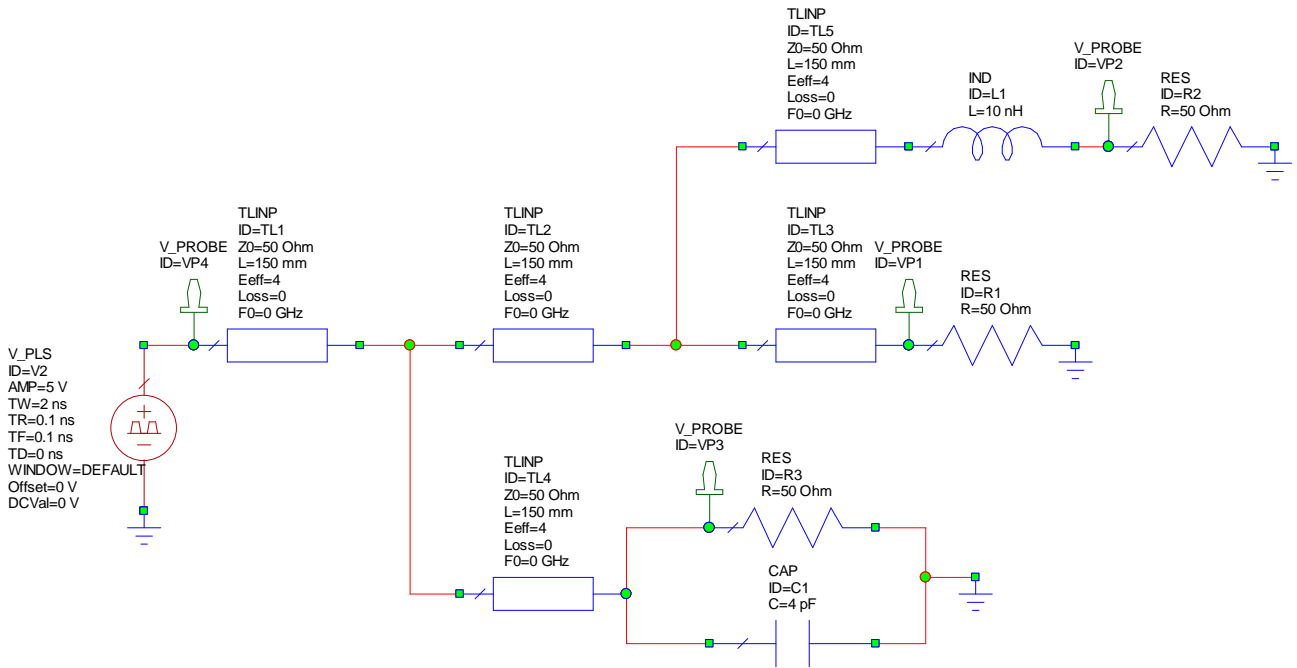 TLINP
ID=TL5
Z0=50 Ohm
L=150 mm
Eeff=4
Loss=0
F0=0 GHz
IND
ID=L1
L=10 nH
V_PROBE
ID=VP2
RES
ID=R2
R=50 Ohm
V_PROBE
ID=VP4
TLINP
ID=TL1
Z0=50 Ohm
L=150 mm
Eeff=4
Loss=0
F0=0 GHz
TLINP
ID=TL2
Z0=50 Ohm
L=150 mm
Eeff=4
Loss=0
F0=0 GHz
TLINP
ID=TL3
Z0=50 Ohm
L=150 mm
Eeff=4
Loss=0
F0=0 GHz
V_PROBE
ID=VP1
RES
ID=R1
R=50 Ohm
V_PLS
ID=V2
AMP=5 V
TW=2 ns
TR=0.1 ns
TF=0.1 ns
TD=0 ns
WINDOW=DEFAULT
Offset=0 V
DCVal=0 V
TLINP
ID=TL4
Z0=50 Ohm
L=150 mm
Eeff=4
Loss=0
F0=0 GHz
V_PROBE
ID=VP3
RES
ID=R3
R=50 Ohm
CAP
ID=C1
C=4 pF